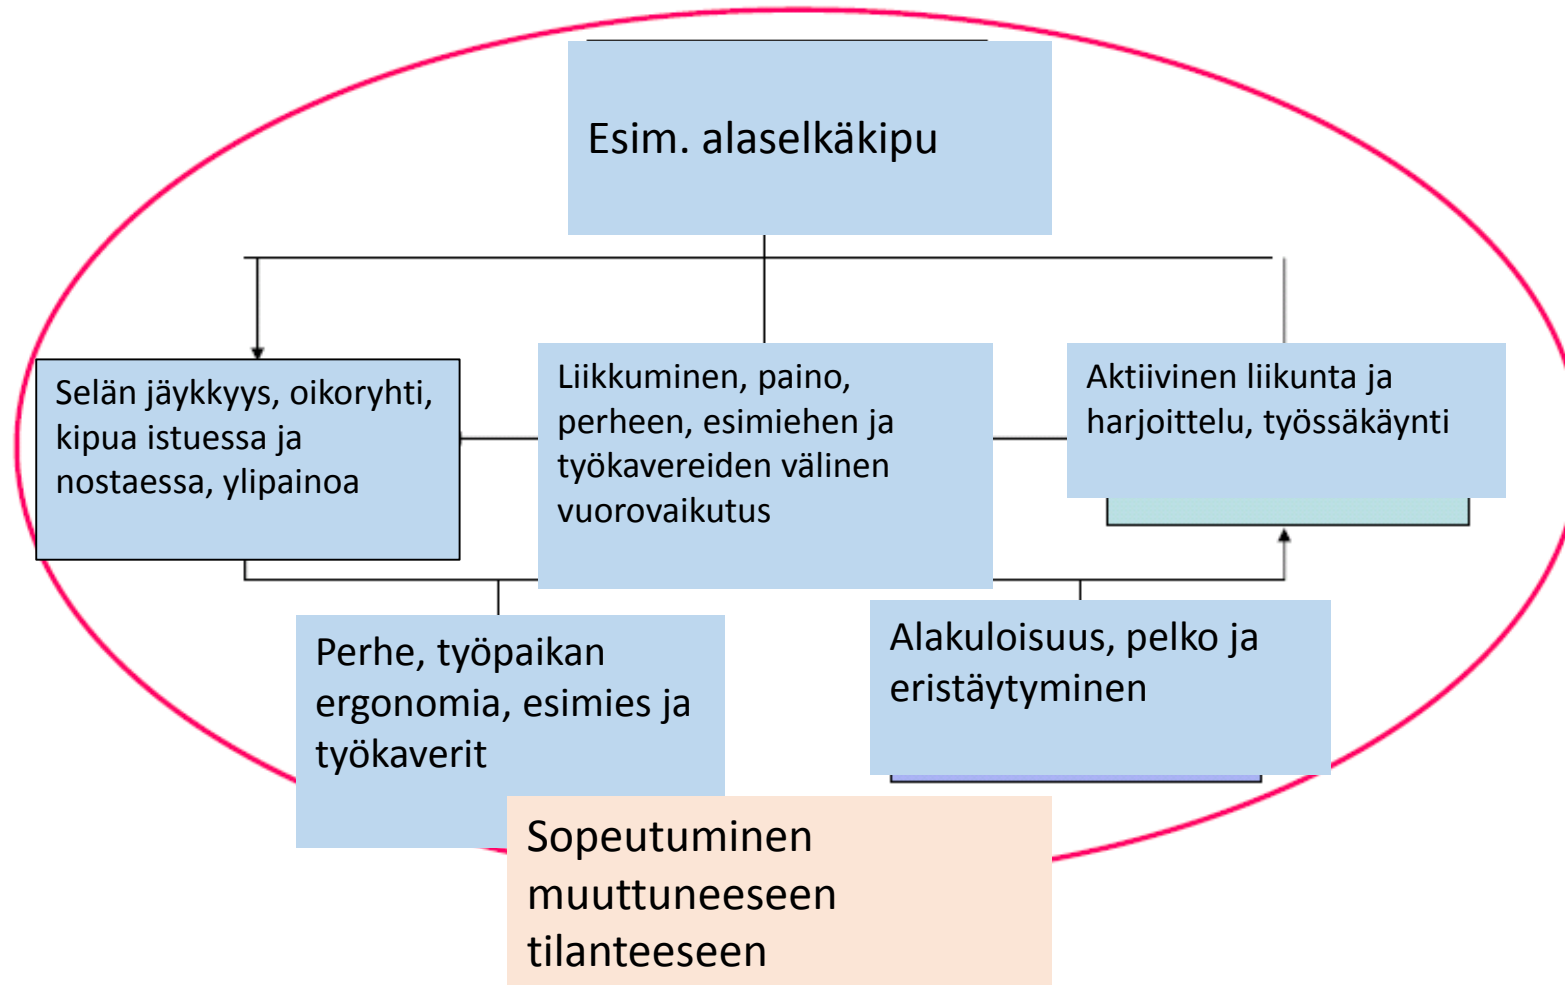 Esim. alaselkäkipu
Selän jäykkyys, oikoryhti,
kipua istuessa ja
nostaessa, ylipainoa
Liikkuminen, paino,
perheen, esimiehen ja
työkavereiden välinen
vuorovaikutus
Aktiivinen liikunta ja
harjoittelu, työssäkäynti
Perhe, työpaikan
ergonomia, esimies ja
työkaverit
Alakuloisuus, pelko ja
eristäytyminen
Sopeutuminen
muuttuneeseen
tilanteeseen